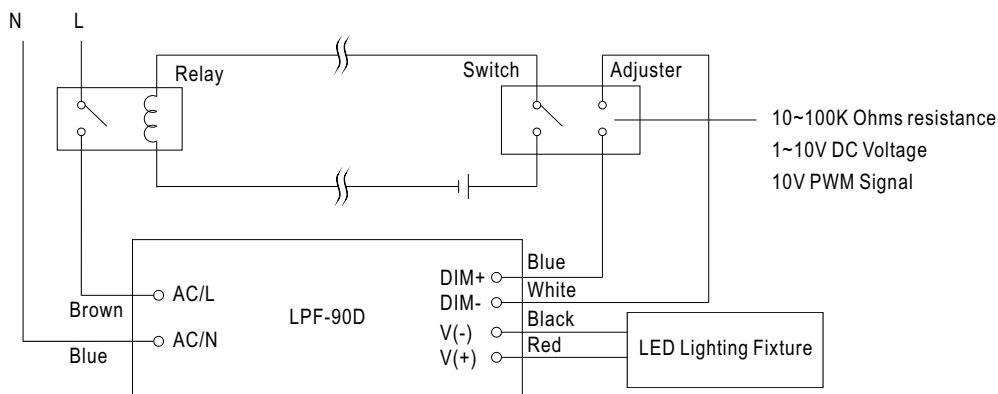 N
L
Relay
Switch
Adjuster
10~100K Ohms resistance
1~10V DC Voltage
10V PWM Signal
Brown
AC/L
Blue
AC/N
LPF-90D
DIM+
Blue
DIM-
White
V(-)
Black
V(+)
Red
LED Lighting Fixture